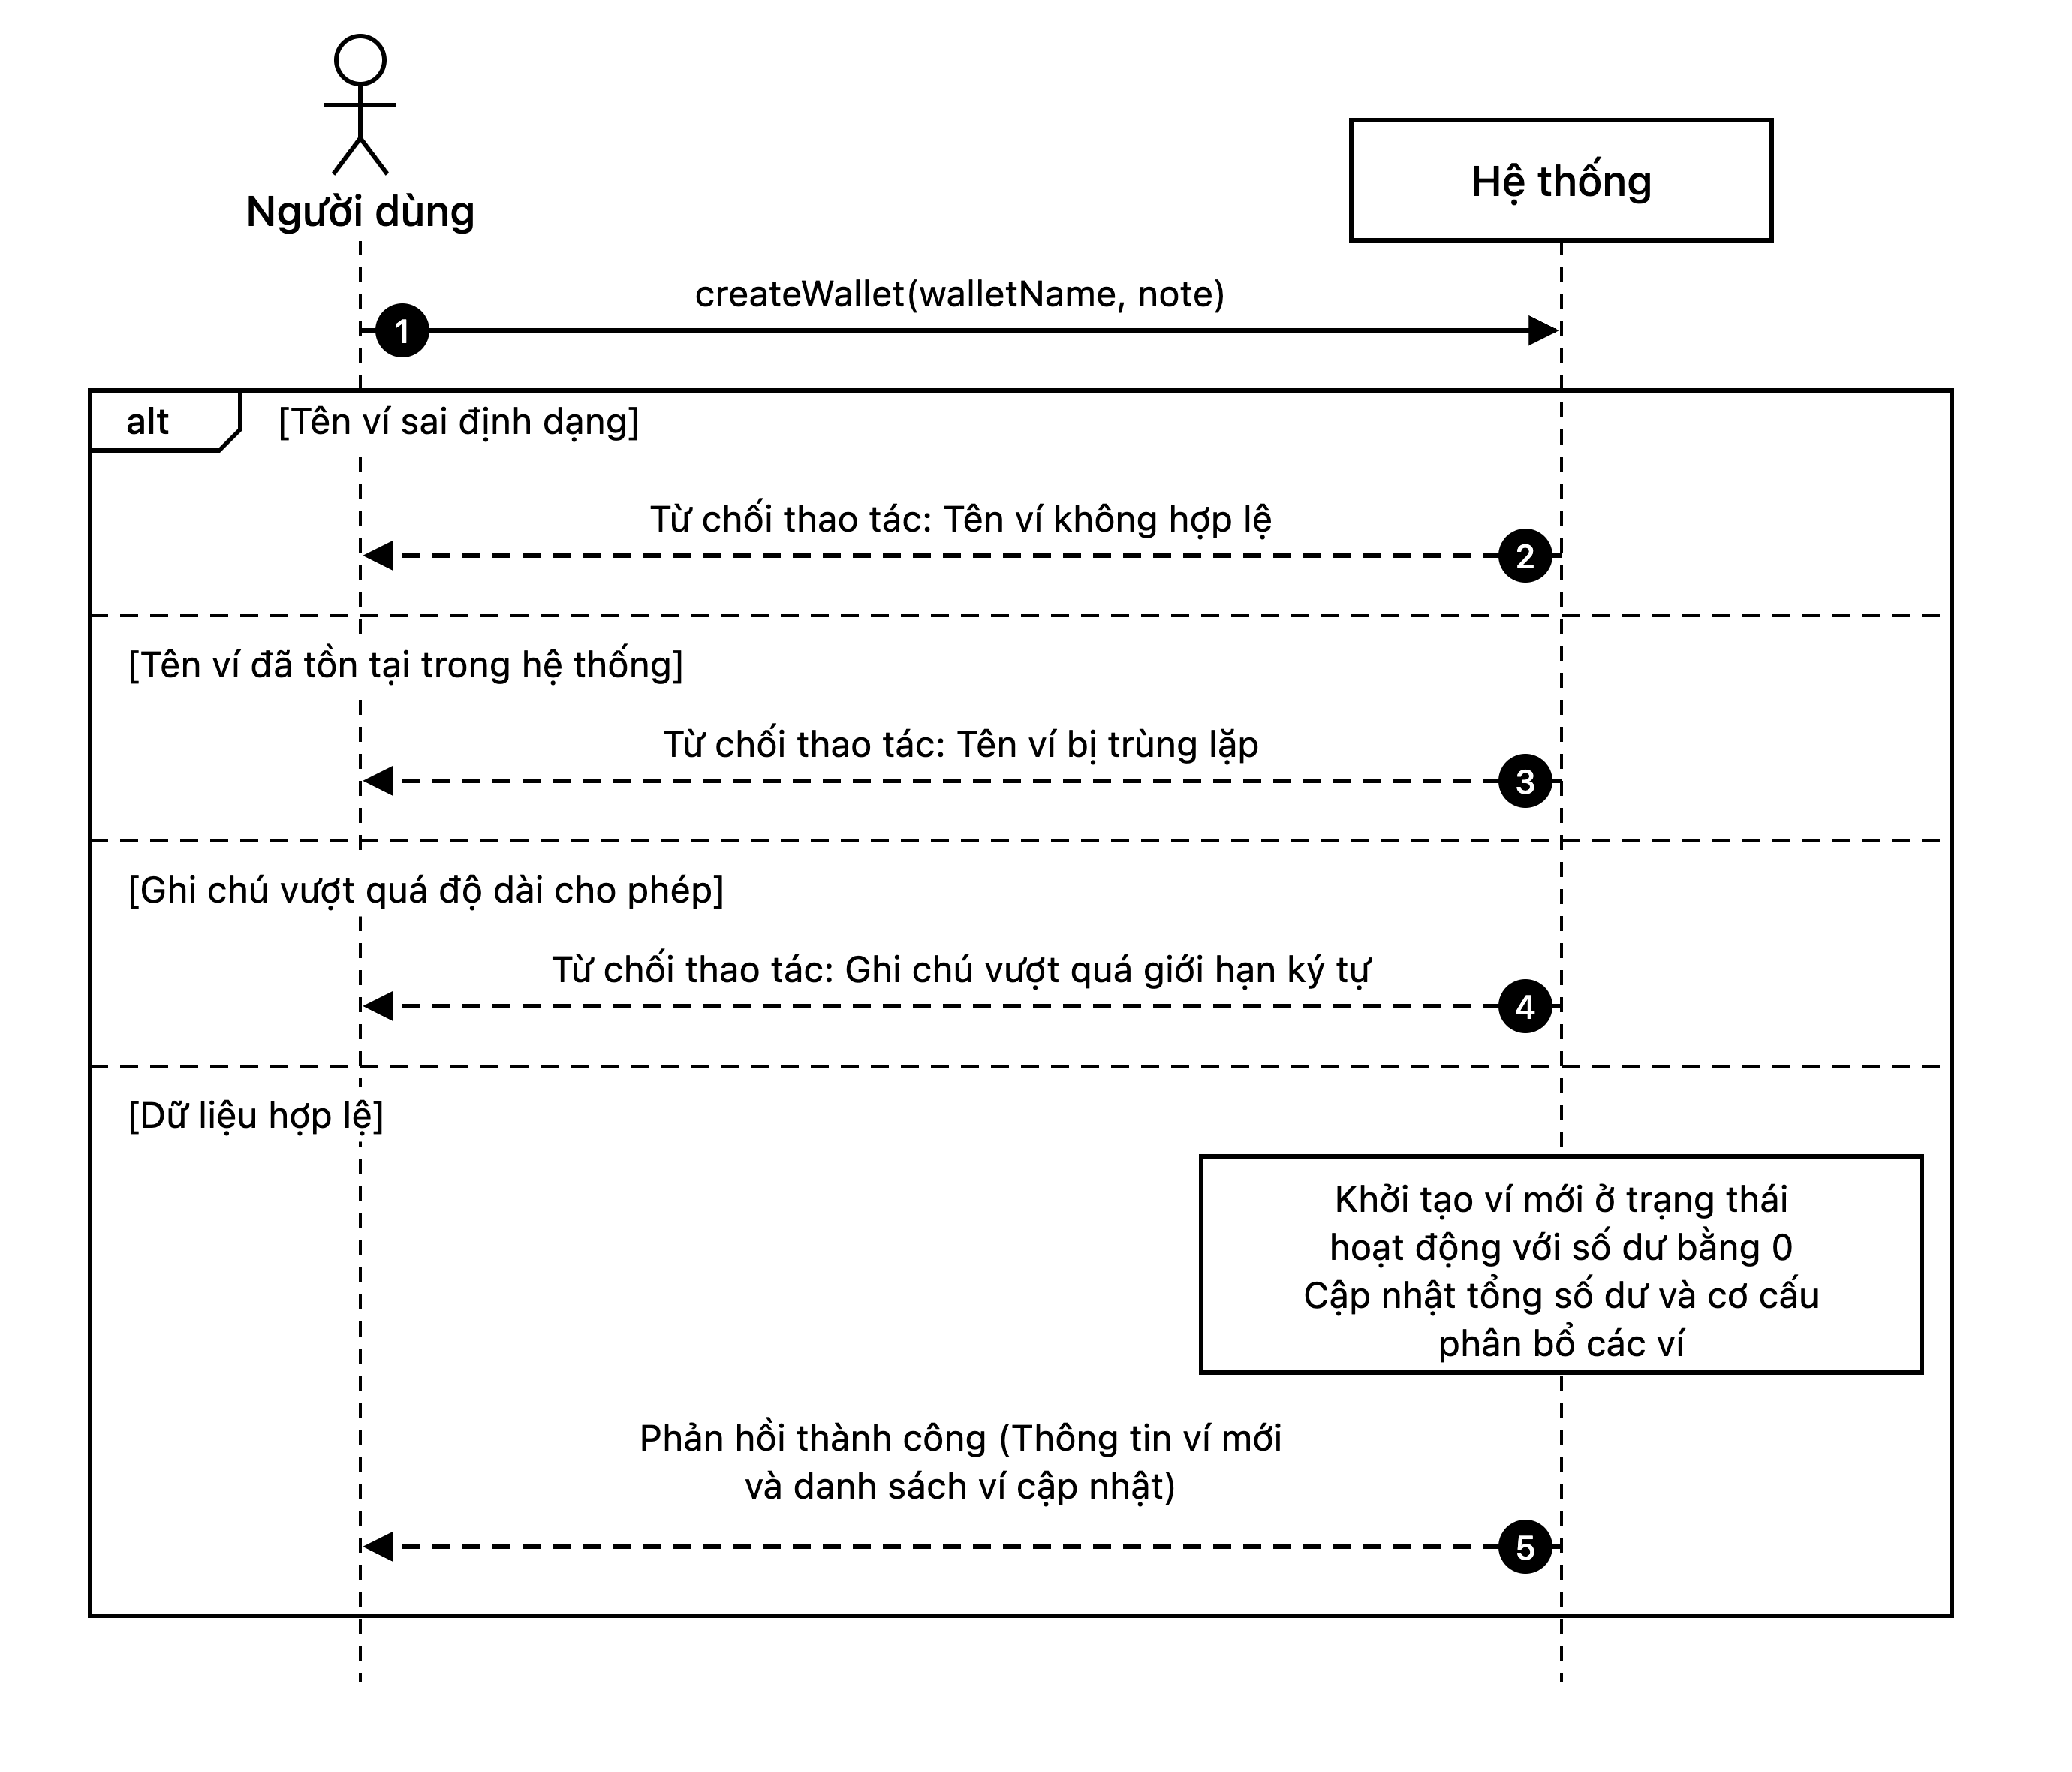 Người dùng
Hệ thống
createWallet(walletName, note)
1
alt
[Tên ví sai định dạng]
Từ chối thao tác: Tên ví không hợp lệ
2
[Tên ví đã tồn tại trong hệ thống]
Từ chối thao tác: Tên ví bị trùng lặp
3
[Ghi chú vượt quá độ dài cho phép]
Từ chối thao tác: Ghi chú vượt quá giới hạn ký tự
4
[Dữ liệu hợp lệ]
Khởi tạo ví mới ở trạng thái
hoạt động với số dư bằng 0
Cập nhật tổng số dư và cơ cấu
phân bổ các ví
Phản hồi thành công (Thông tin ví mới
và danh sách ví cập nhật)
5